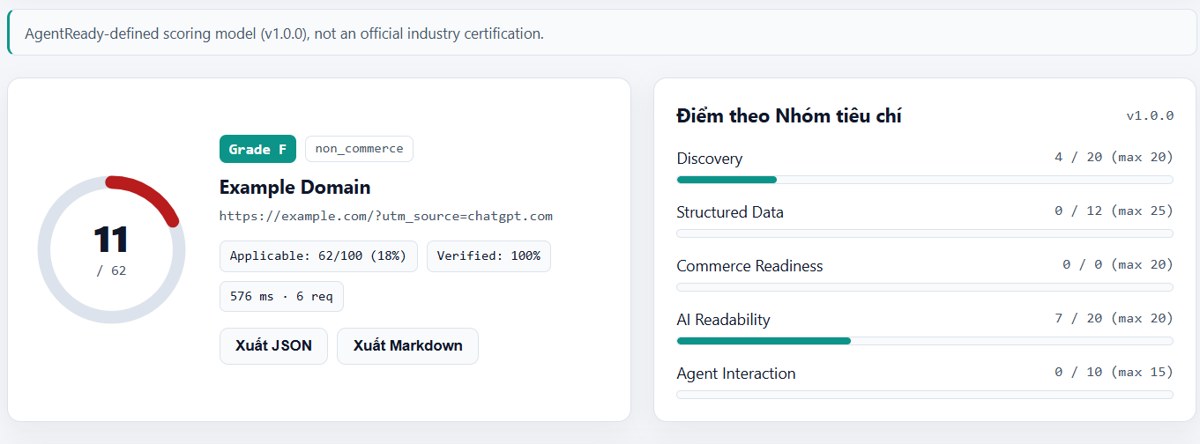 AgentReady-defined scoring model (v1.0.0), not an official industry certification.
11
/ 62
Grade F
non_commerce
Example Domain
https://example.com/?utm_source=chatgpt.com
Applicable: 62/100 (18%)
Verified: 100%
576 ms · 6 req
Xuất JSON
Xuất Markdown
Điểm theo Nhóm tiêu chí
v1.0.0
Discovery
4 / 20 (max 20)
Structured Data
0 / 12 (max 25)
Commerce Readiness
0 / 0 (max 20)
AI Readability
7 / 20 (max 20)
Agent Interaction
0 / 10 (max 15)